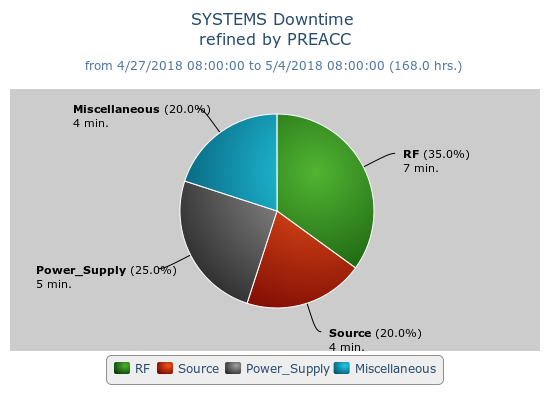 SYSTEMS Downtime
refined by PREACC
from 4/27/2018 08:00:00 to 5/4/2018 08:00:00 (168.0 hrs.)
Miscellaneous (20.0%)
4 min.
RF (35.0%)
7 min.
Power_Supply (25.0%)
5 min.
Source (20.0%)
4 min.
RF Source Power_Supply Miscellaneous